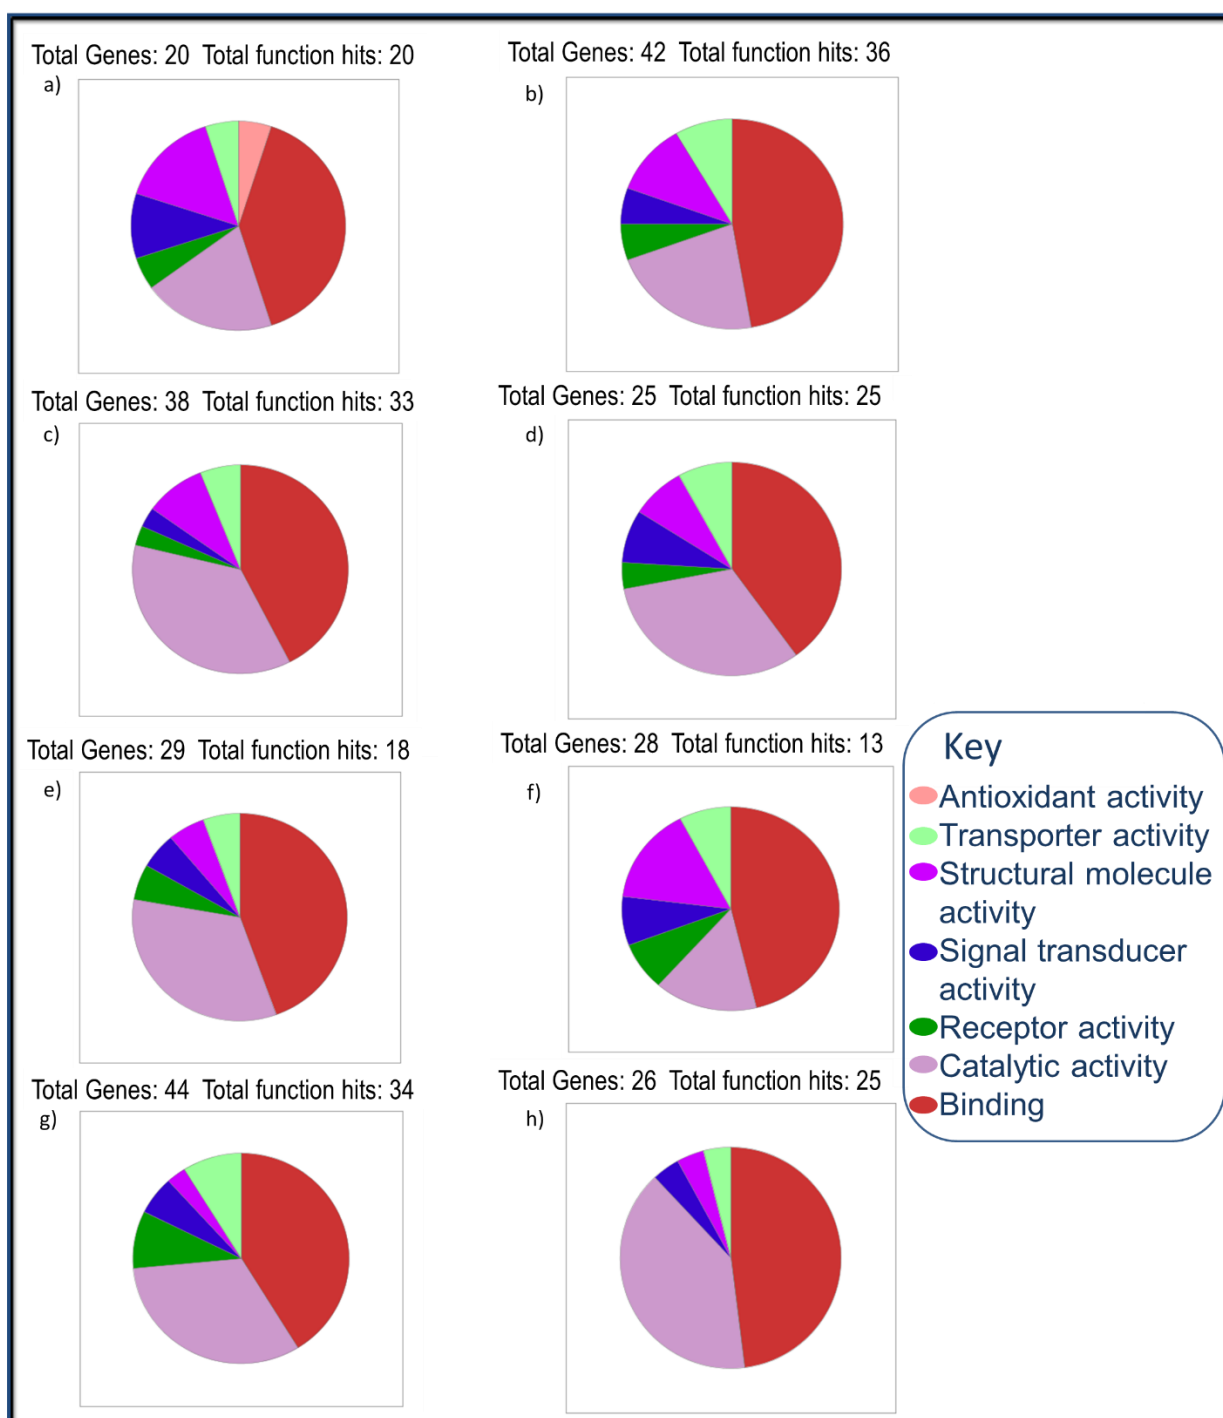 Total Genes: 20  Total function hits: 20
a)
Total Genes: 42  Total function hits: 36
b)
Total Genes: 38  Total function hits: 33
c)
Total Genes: 25  Total function hits: 25
d)
Total Genes: 29  Total function hits: 18
e)
Total Genes: 28  Total function hits: 13
f)
Total Genes: 44  Total function hits: 34
g)
Total Genes: 26  Total function hits: 25
h)
Key
Antioxidant activity
Transporter activity
Structural molecule
activity
Signal transducer
activity
Receptor activity
Catalytic activity
Binding